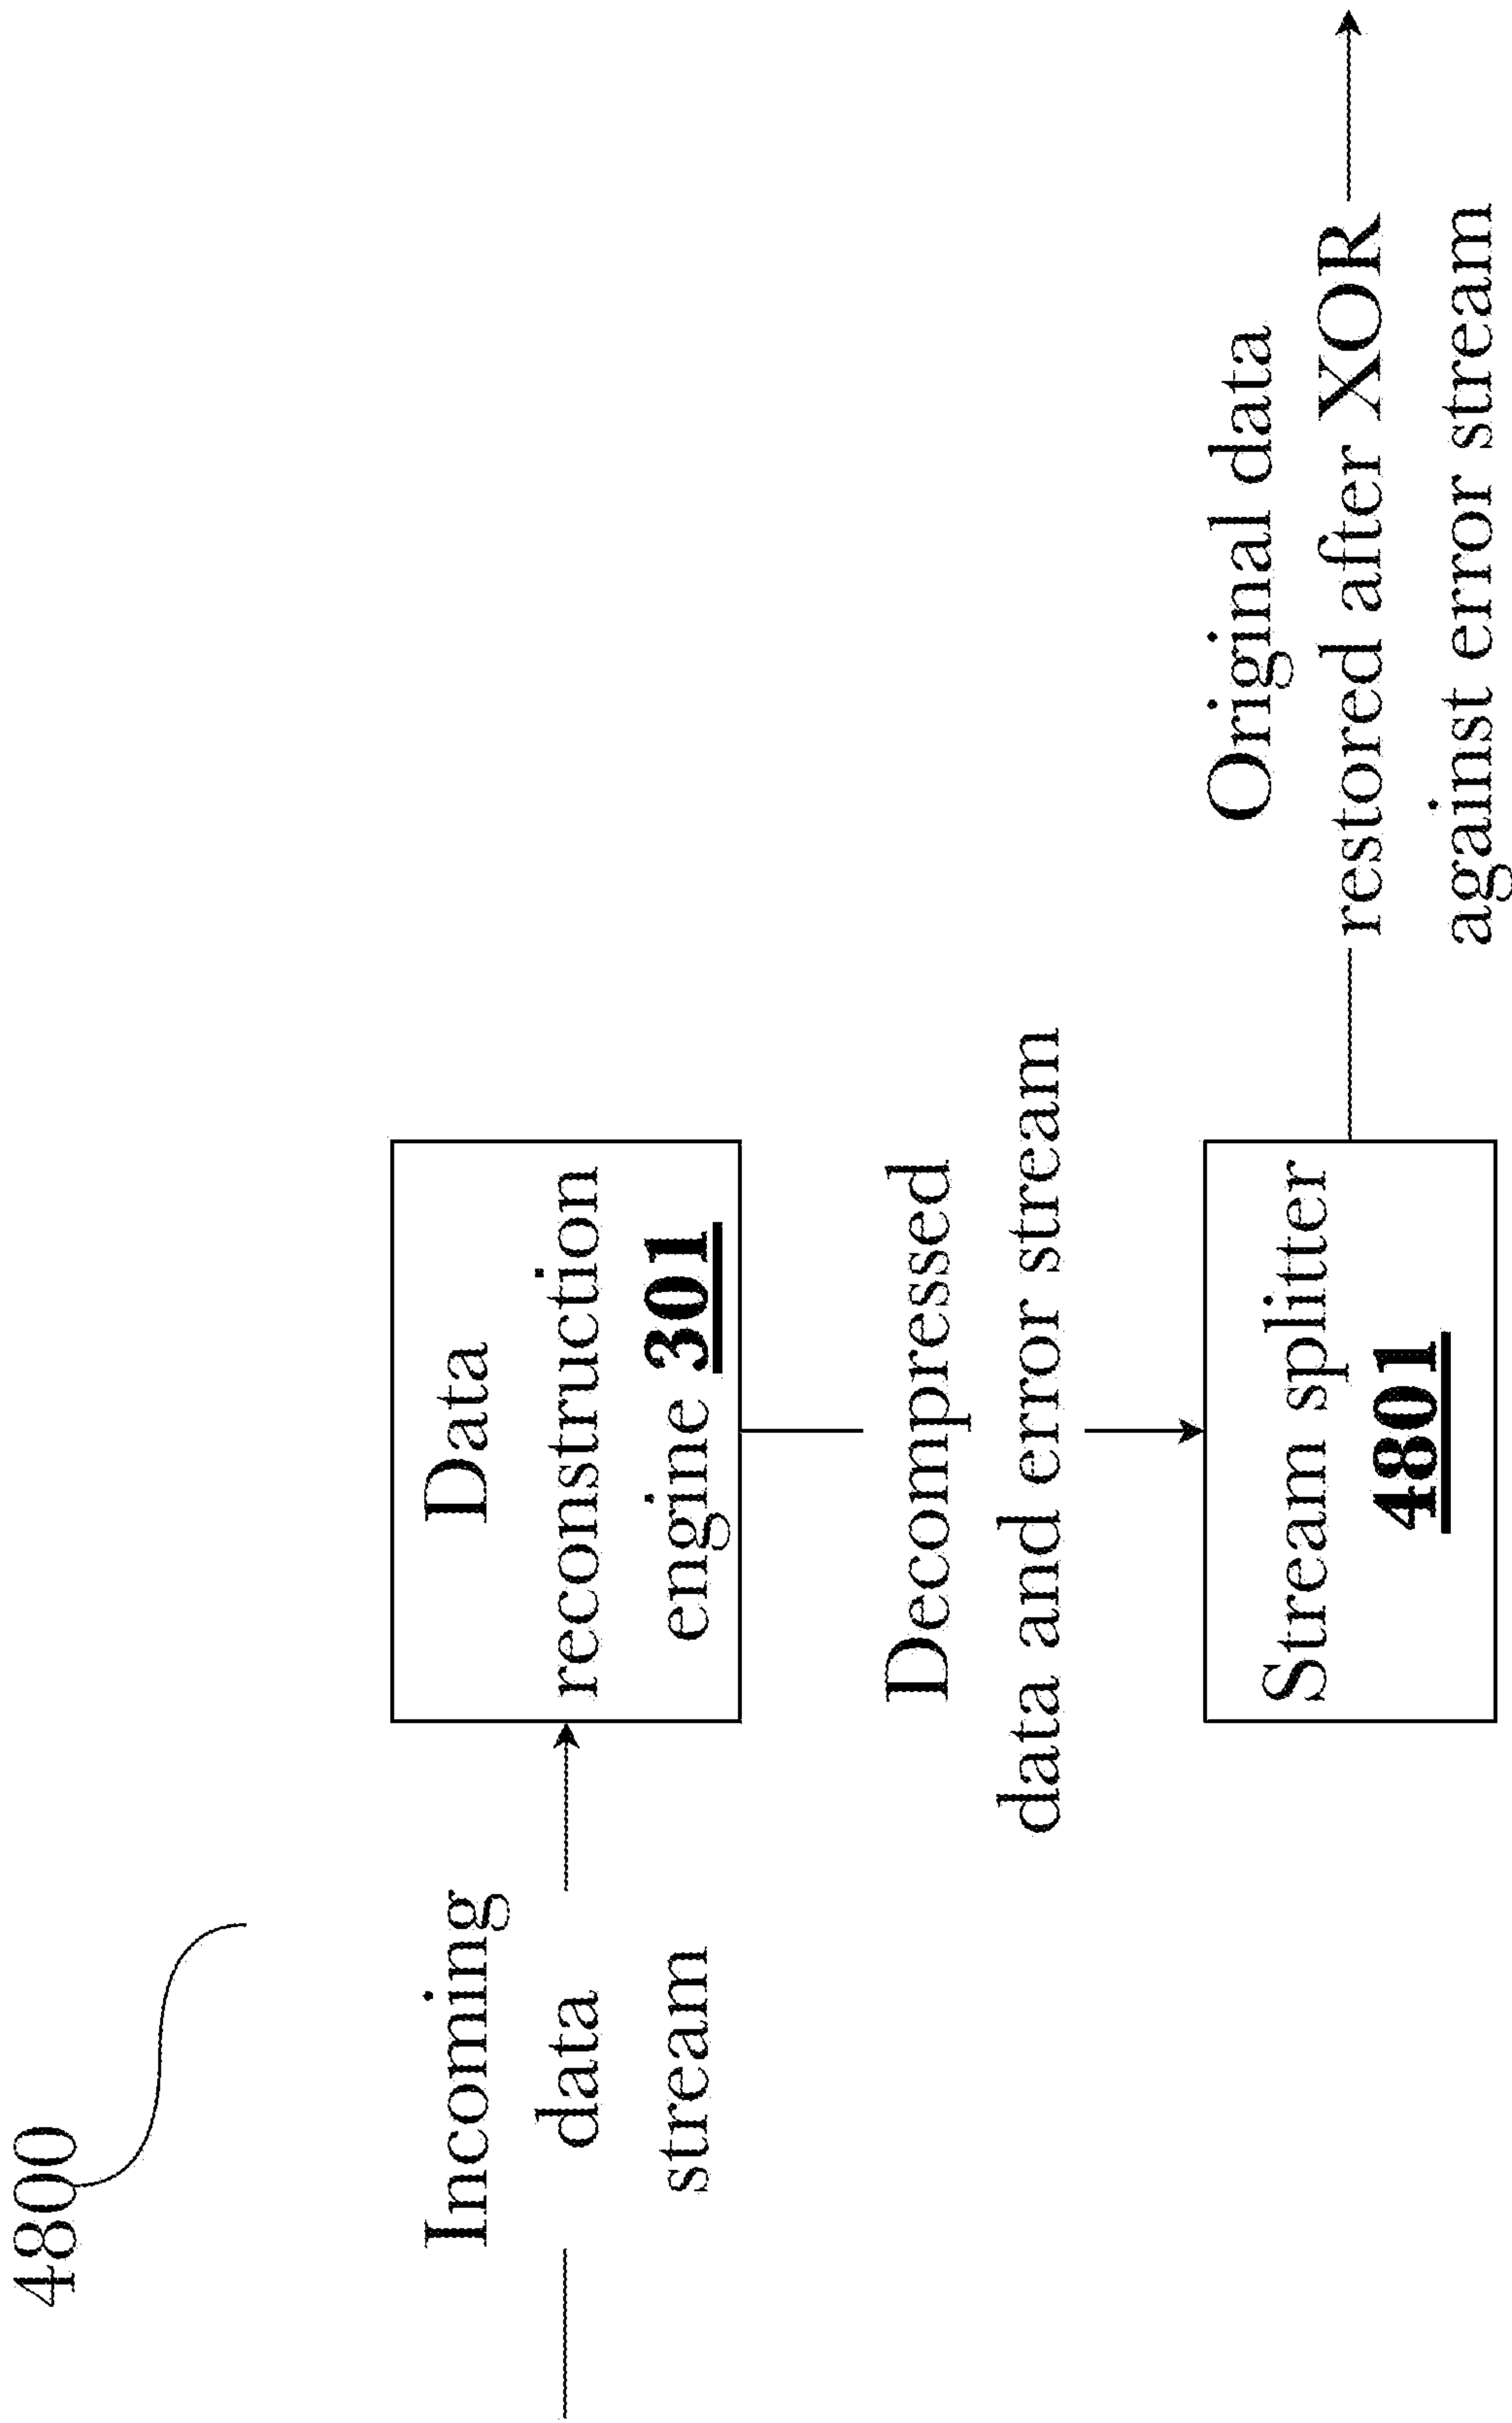 4800
Incoming
data
stream
Data
reconstruction
engine 301
Decompressed
data and error stream
Stream splitter
4801
Original data
restored after XOR
against error stream